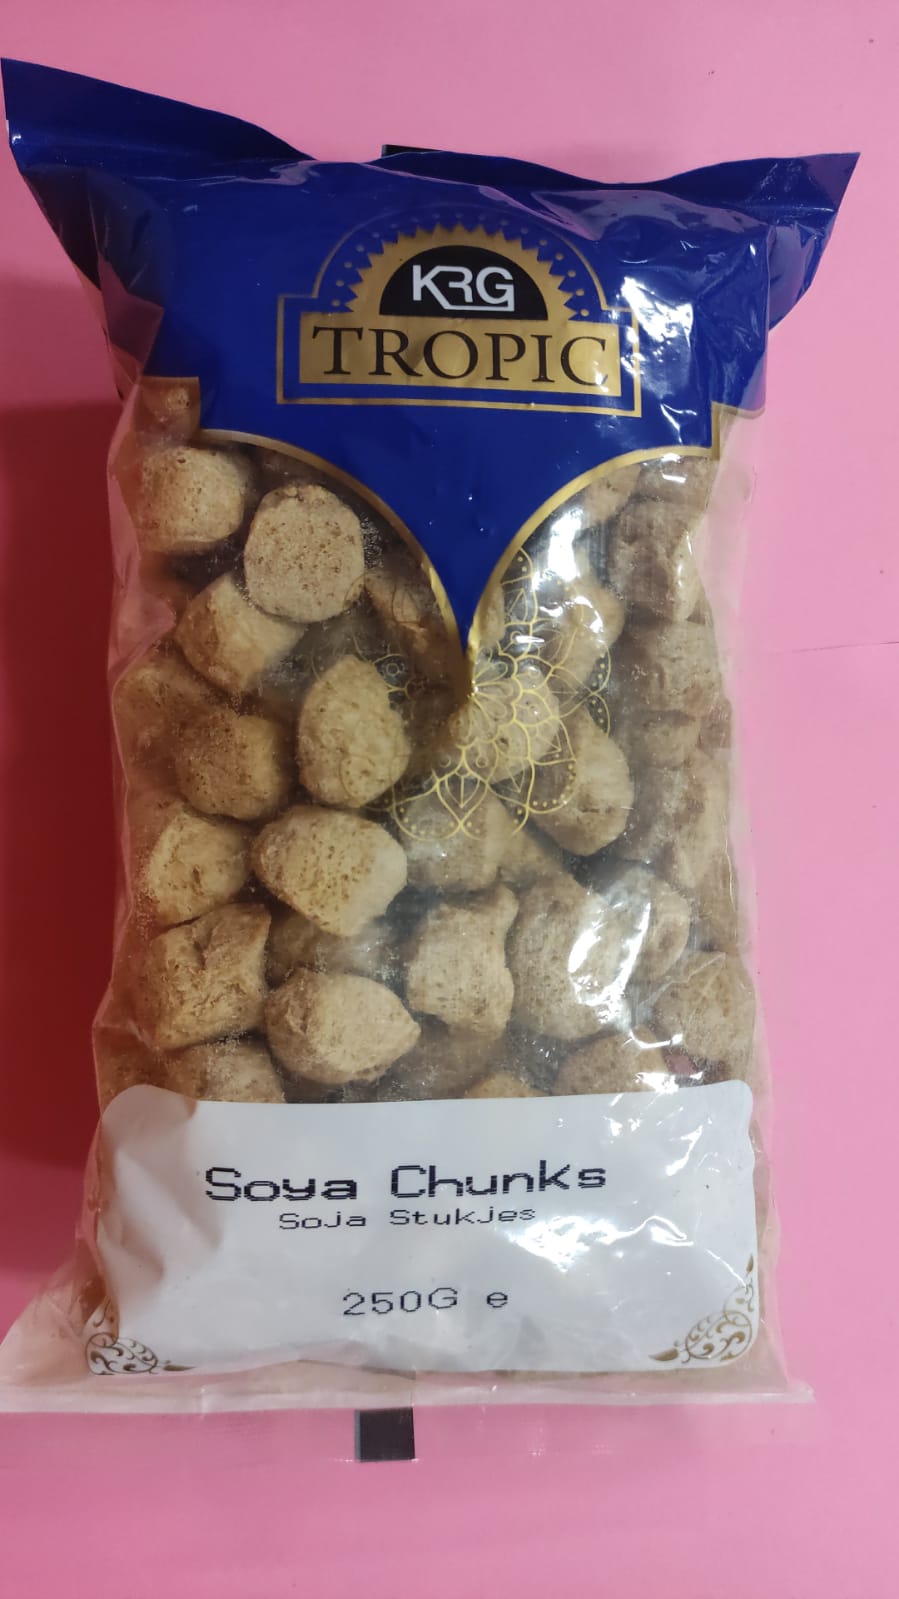 KRG
TROPIC
Soya Chunks
Soja Stukjes
250G e